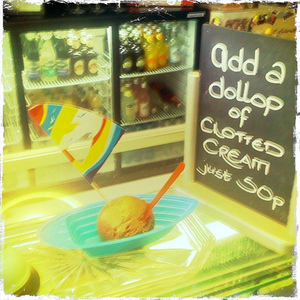 add a
dollop
of
CLOTTED
CREAM
just 50p